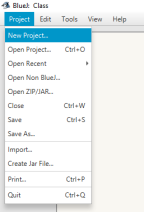 BlueJ: Class
Project Edit Tools View Help
New Project...
Open Project... Ctrl+O
Open Recent
Open Non BlueJ...
Open ZIP/JAR...
Close Ctrl+W
Save Ctrl+S
Save As...
Import...
Create Jar File...
Print... Ctrl+P
Quit Ctrl+Q